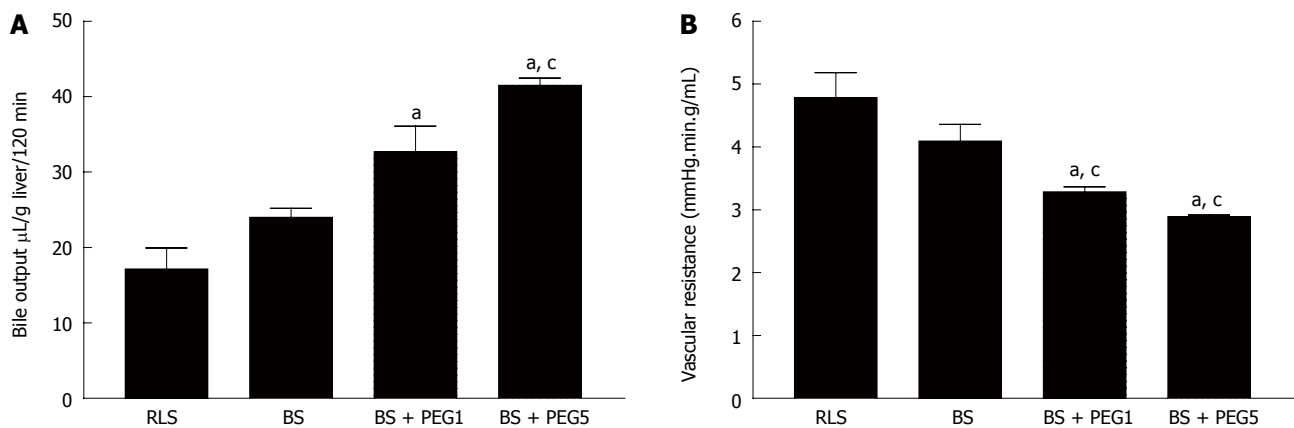 A
Bile output μL/g liver/120 min
50
40
30
20
10
0
a
a, c
RLS
BS
BS + PEG1
BS + PEG5
B
Vascular resistance (mmHg.min.g/mL)
6
5
4
3
2
1
0
a, c
a, c
RLS
BS
BS + PEG1
BS + PEG5